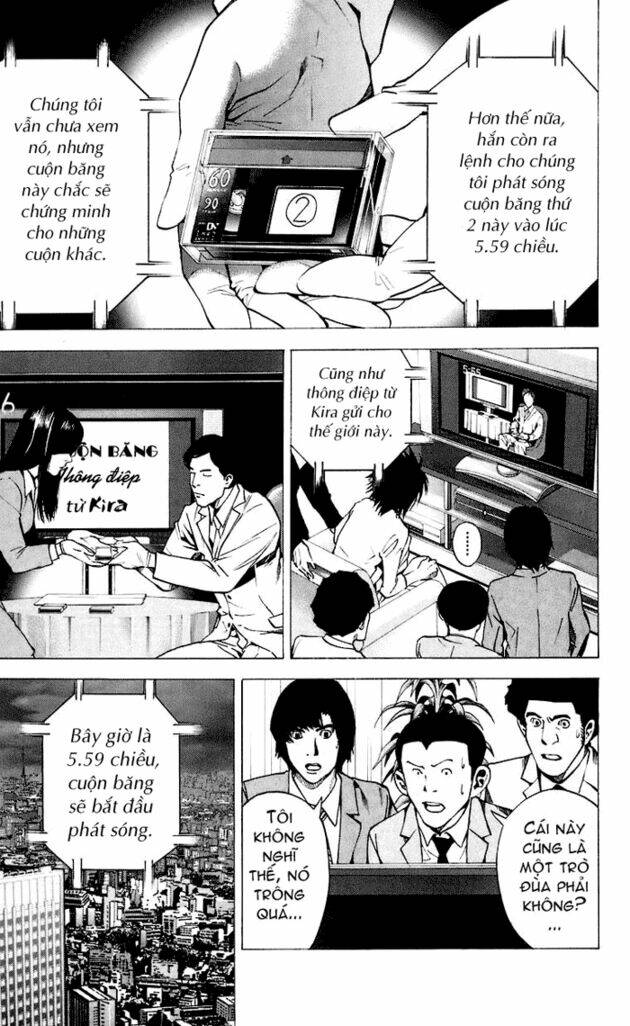 Hơn thế nữa,
hắn còn ra
lệnh cho chúng
tôi phát sóng
cuộn băng thứ
2 này vào lúc
5.59 chiều.
Chúng tôi
vẫn chưa xem
nó, nhưng
cuộn băng
này chắc sẽ
chứng minh
cho những
cuộn khác.
60
90
DV
2
Cũng như
thông điệp từ
Kira gửi cho
thế giới này.
5:55
......
6
CUỘN BĂNG
Thông điệp
từ Kira
Cái này
cũng là
một trò
đùa phải
không?
...
Tôi
không
nghĩ
thế, nó
trông
quá...
Bây giờ là
5.59 chiều,
cuộn băng
sẽ bắt đầu
phát sóng.